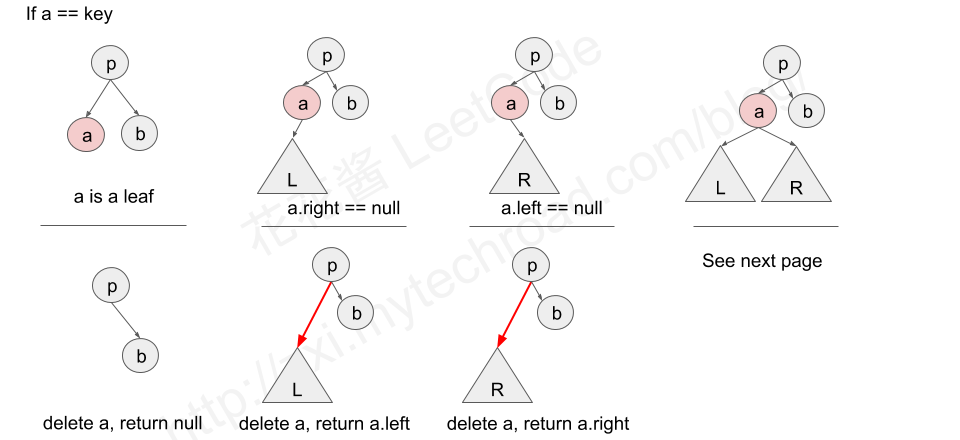 If a == key
p
a
b
a is a leaf
p
b
delete a, return null
p
a
b
L
a.right == null
p
b
L
delete a, return a.left
p
a
b
R
a.left == null
p
b
R
delete a, return a.right
p
a
b
L
R
See next page
花花酱 LeetCode
http://zxi.mytechroad.com/blog/